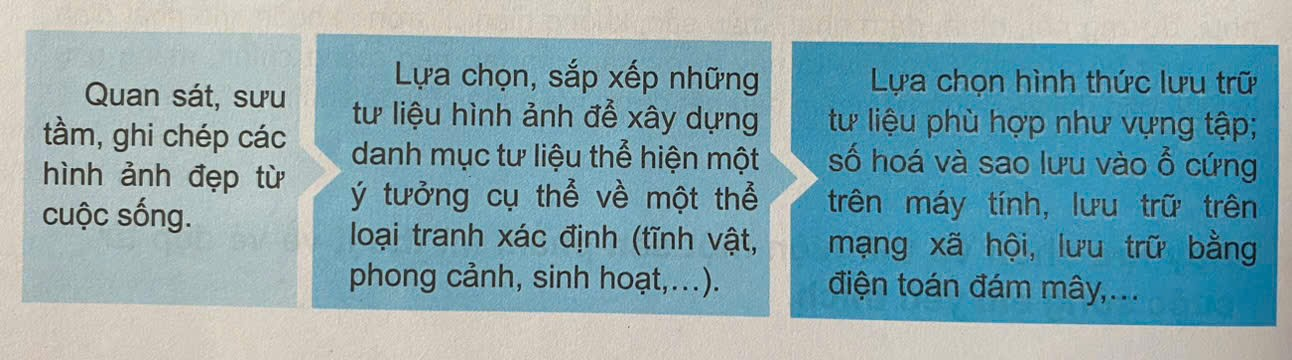 Quan sát, sưu
tầm, ghi chép các
hình ảnh đẹp từ
cuộc sống.
Lựa chọn, sắp xếp những
tư liệu hình ảnh để xây dựng
danh mục tư liệu thể hiện một
ý tưởng cụ thể về một thể
loại tranh xác định (tĩnh vật,
phong cảnh, sinh hoạt,...).
Lựa chọn hình thức lưu trữ
tư liệu phù hợp như vựng tập;
số hoá và sao lưu vào ổ cứng
trên máy tính, lưu trữ trên
mạng xã hội, lưu trữ bằng
điện toán đám mây,...